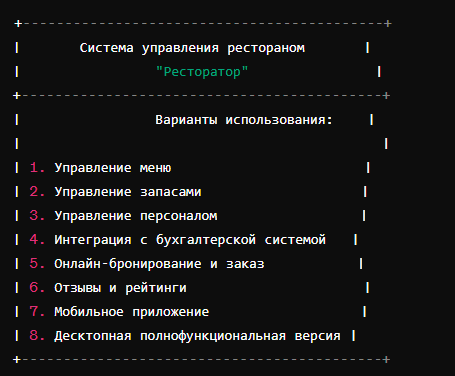 +-------------------------------------------+
| Система управления рестораном |
| "Ресторатор" |
+-------------------------------------------+
| Варианты использования: |
| |
| 1. Управление меню |
| 2. Управление запасами |
| 3. Управление персоналом |
| 4. Интеграция с бухгалтерской системой |
| 5. Онлайн-бронирование и заказ |
| 6. Отзывы и рейтинги |
| 7. Мобильное приложение |
| 8. Десктопная полнофункциональная версия |
+-------------------------------------------+